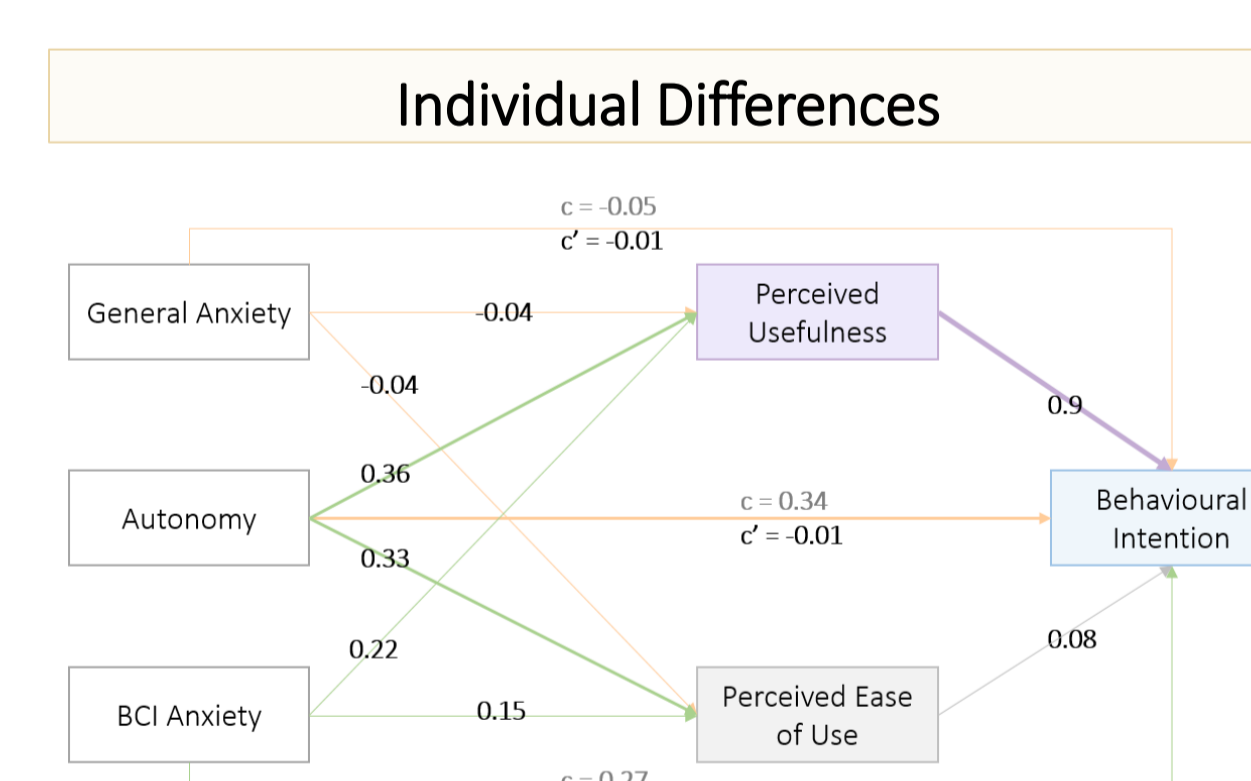 Individual Differences
c = -0.05
c′ = -0.01
General Anxiety
-0.04
Perceived
Usefulness
-0.04
0.9
0.36
Autonomy
c = 0.34
c′ = -0.01
Behavioural
Intention
0.33
0.22
0.08
BCI Anxiety
0.15
Perceived Ease
of Use
c = 0.27